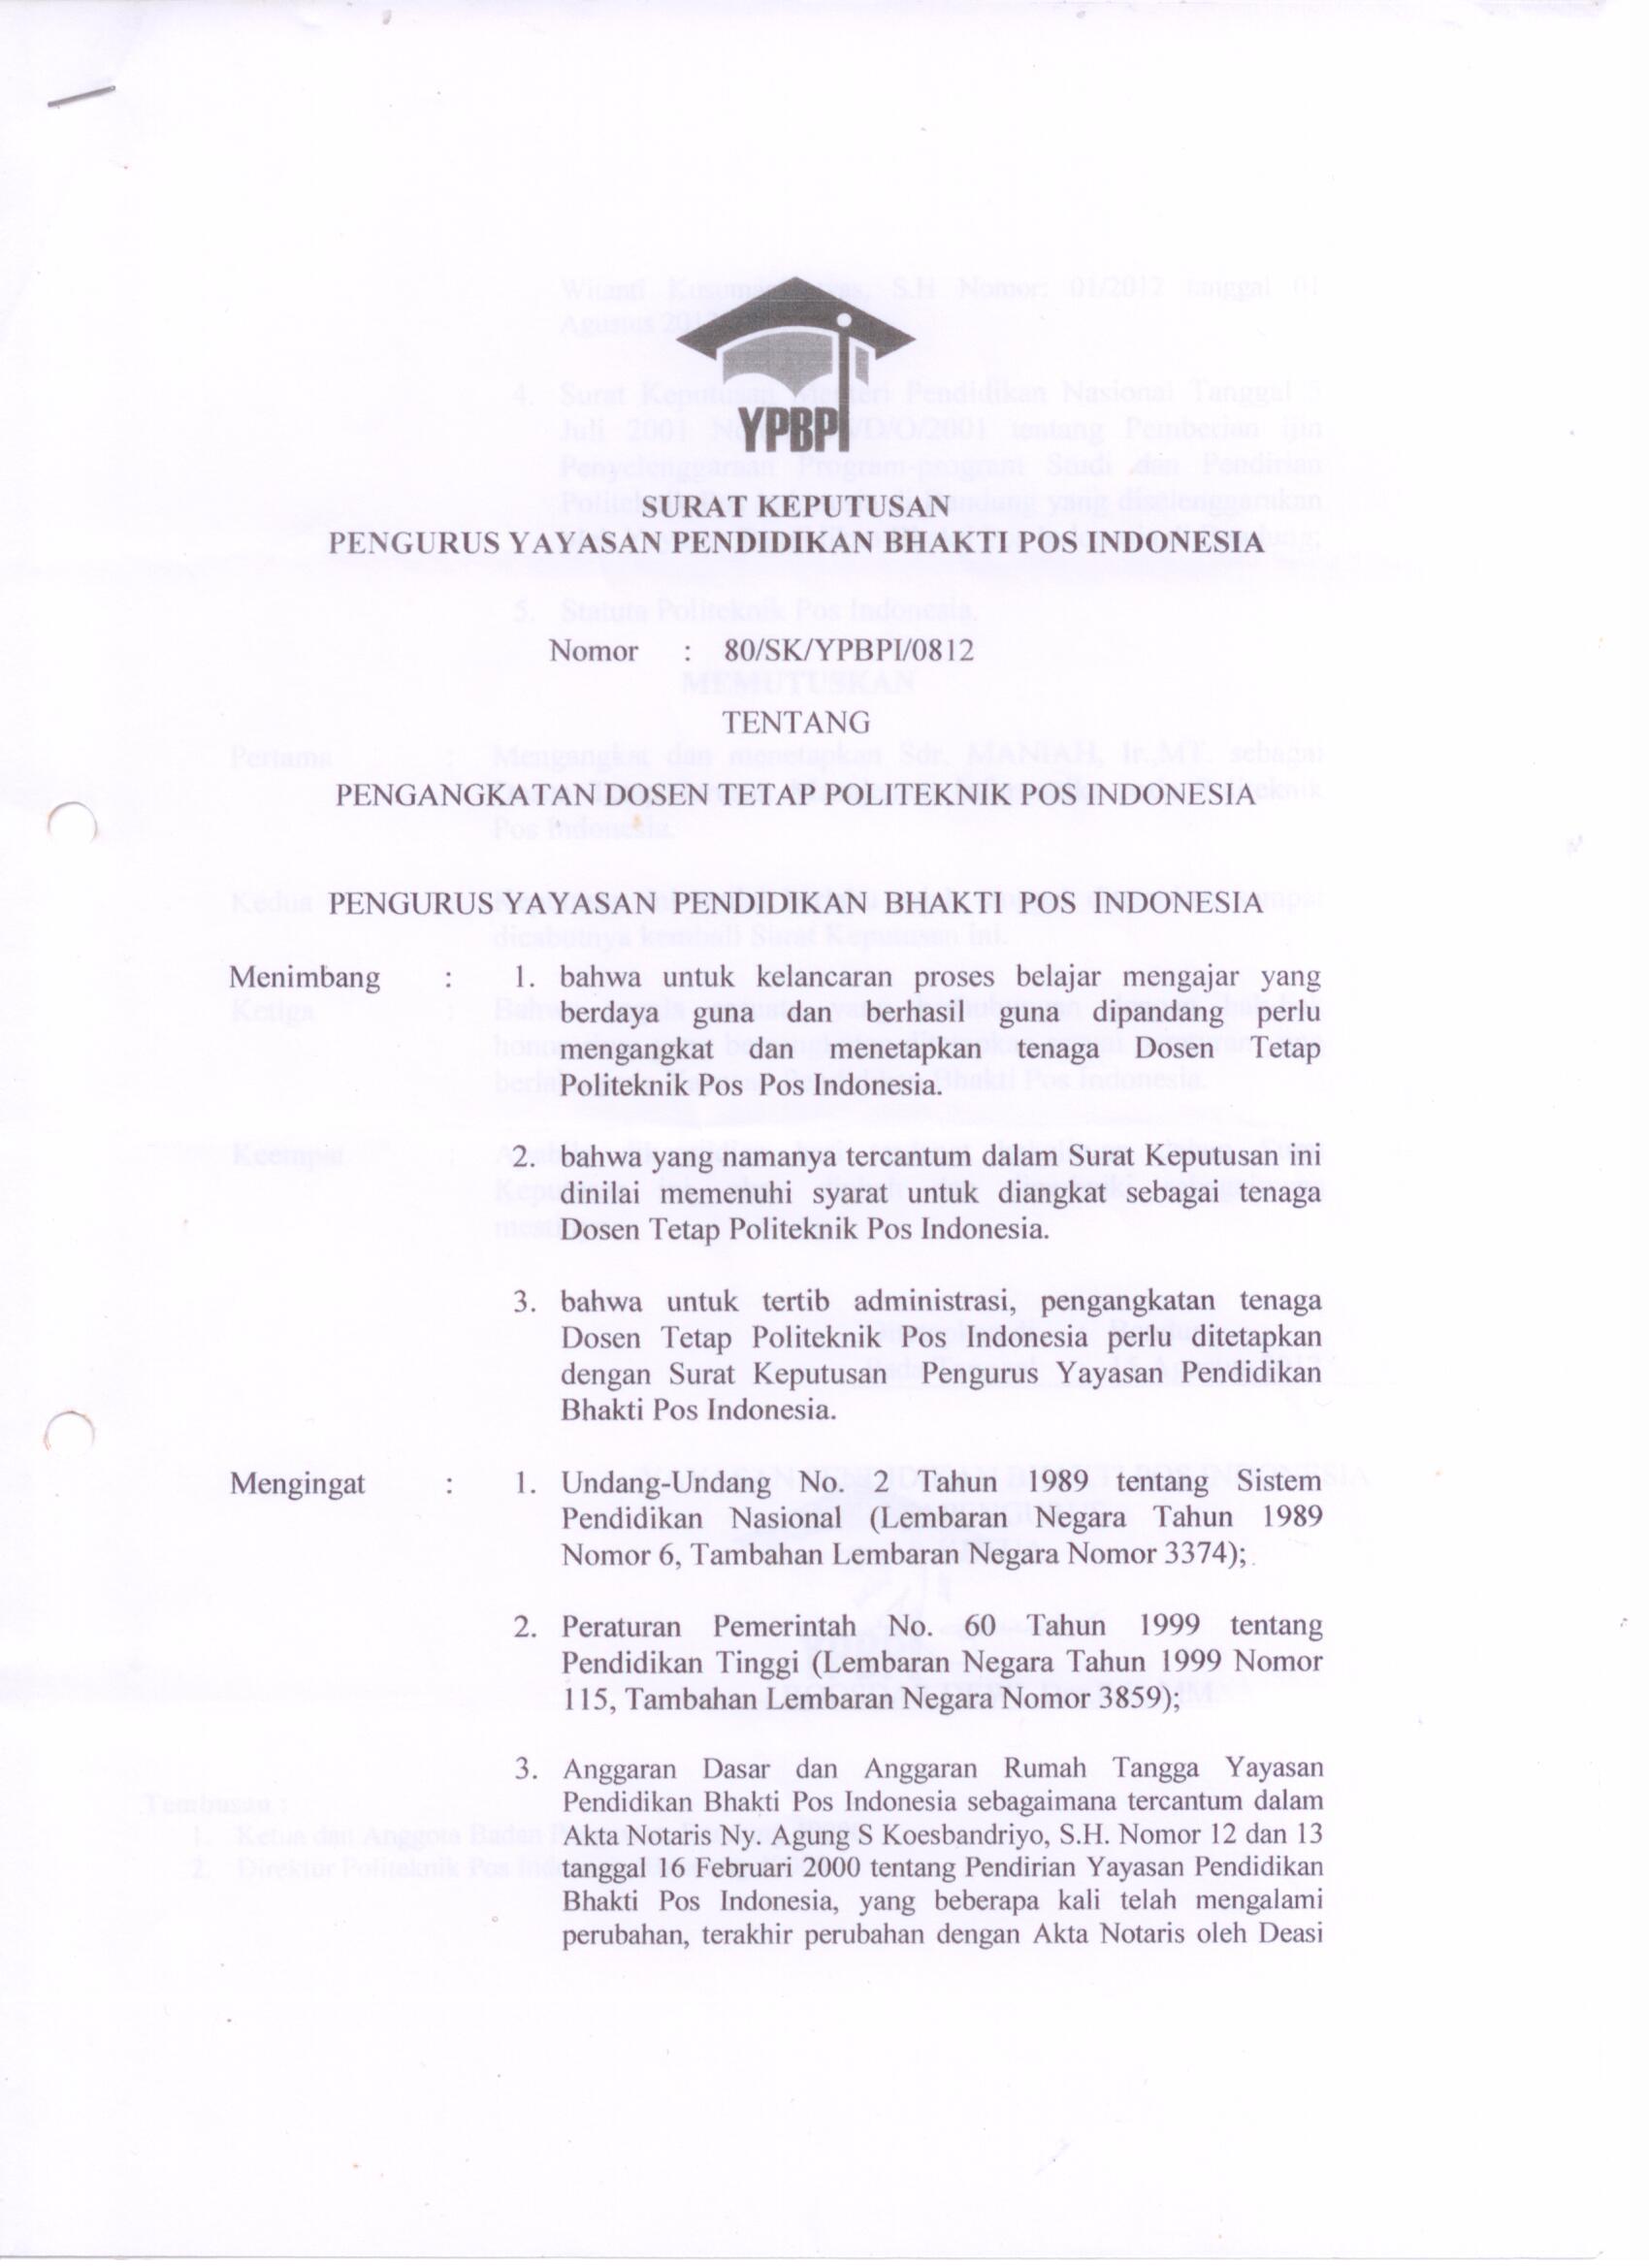 YPBPI
SURAT KEPUTUSAN
PENGURUS YAYASAN PENDIDIKAN BHAKTI POS INDONESIA
Nomor : 80/SK/YPBPI/0812
TENTANG
PENGANGKATAN DOSEN TETAP POLITEKNIK POS INDONESIA
PENGURUS YAYASAN PENDIDIKAN BHAKTI POS INDONESIA
Menimbang : 1. bahwa untuk kelancaran proses belajar mengajar yang
berdaya guna dan berhasil guna dipandang perlu
mengangkat dan menetapkan tenaga Dosen Tetap
Politeknik Pos Pos Indonesia.
2. bahwa yang namanya tercantum dalam Surat Keputusan ini
dinilai memenuhi syarat untuk diangkat sebagai tenaga
Dosen Tetap Politeknik Pos Indonesia.
3. bahwa untuk tertib administrasi, pengangkatan tenaga
Dosen Tetap Politeknik Pos Indonesia perlu ditetapkan
dengan Surat Keputusan Pengurus Yayasan Pendidikan
Bhakti Pos Indonesia.
Mengingat : 1. Undang-Undang No. 2 Tahun 1989 tentang Sistem
Pendidikan Nasional (Lembaran Negara Tahun 1989
Nomor 6, Tambahan Lembaran Negara Nomor 3374);
2. Peraturan Pemerintah No. 60 Tahun 1999 tentang
Pendidikan Tinggi (Lembaran Negara Tahun 1999 Nomor
115, Tambahan Lembaran Negara Nomor 3859);
3. Anggaran Dasar dan Anggaran Rumah Tangga Yayasan
Pendidikan Bhakti Pos Indonesia sebagaimana tercantum dalam
Akta Notaris Ny. Agung S Koesbandriyo, S.H. Nomor 12 dan 13
tanggal 16 Februari 2000 tentang Pendirian Yayasan Pendidikan
Bhakti Pos Indonesia, yang beberapa kali telah mengalami
perubahan, terakhir perubahan dengan Akta Notaris oleh Deasi